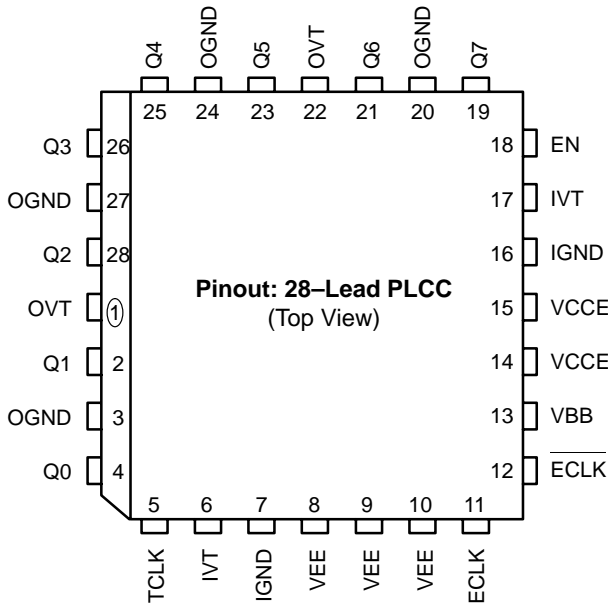 Q4 OGND Q5 OVT Q6 OGND Q7
25 24 23 22 21 20 19
Q3 26 18 EN
OGND 27 17 IVT
Q2 28 16 IGND
Pinout: 28–Lead PLCC
(Top View)
OVT 1 15 VCCE
Q1 2 14 VCCE
OGND 3 13 VBB
Q0 4 12 E̅C̅L̅K̅
5 6 7 8 9 10 11
TCLK IVT IGND VEE VEE VEE ECLK